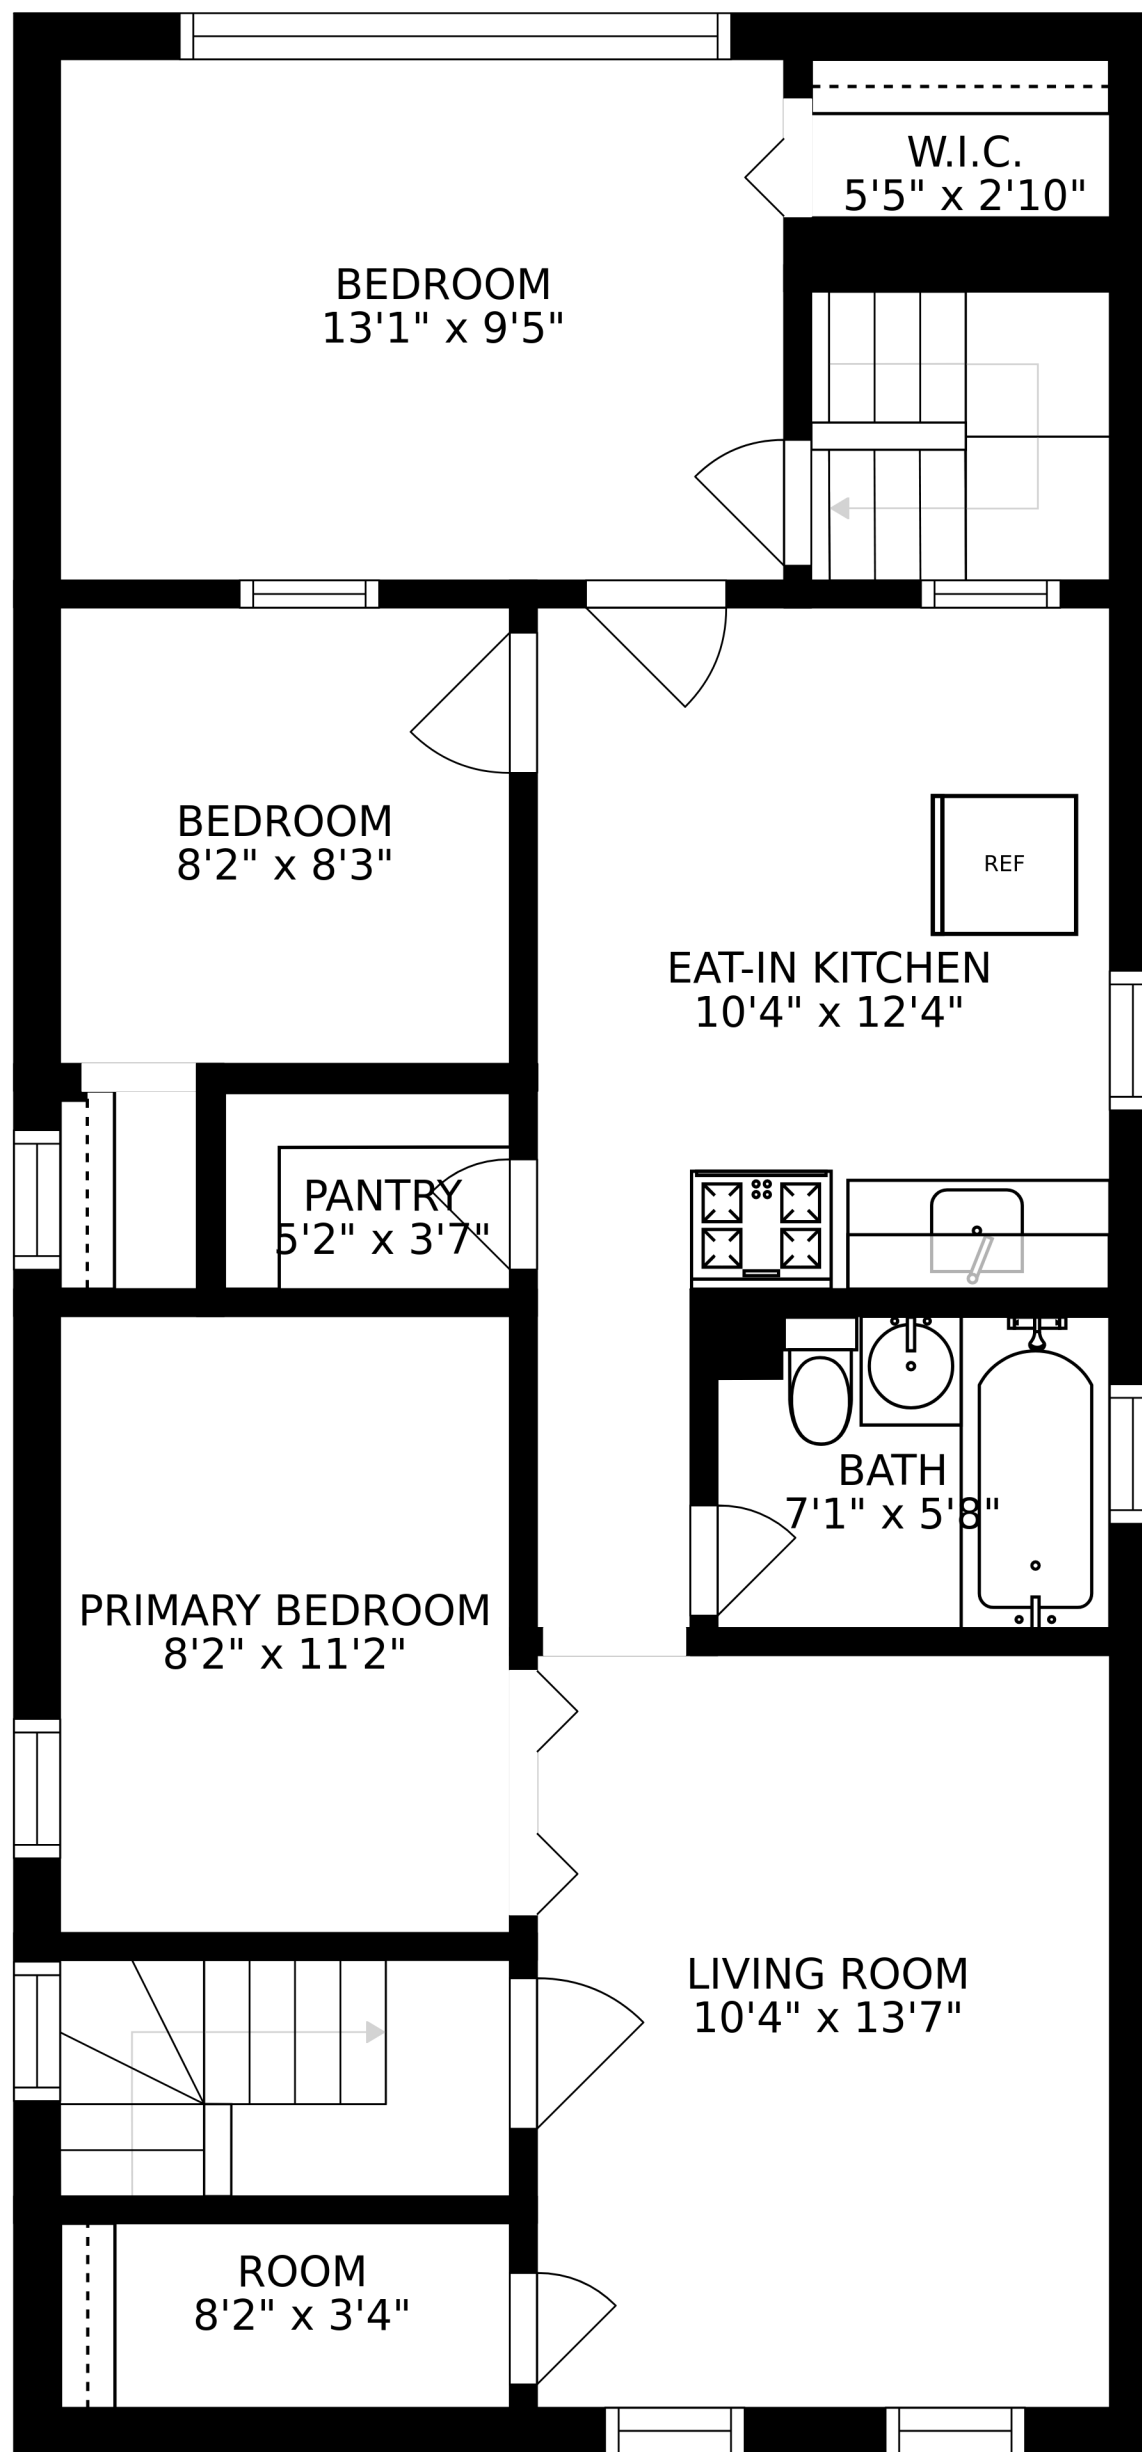 W.I.C.
5'5" x 2'10"
BEDROOM
13'1" x 9'5"
BEDROOM
8'2" x 8'3"
REF
EAT-IN KITCHEN
10'4" x 12'4"
PANTRY
5'2" x 3'7"
BATH
7'1" x 5'8"
PRIMARY BEDROOM
8'2" x 11'2"
LIVING ROOM
10'4" x 13'7"
ROOM
8'2" x 3'4"